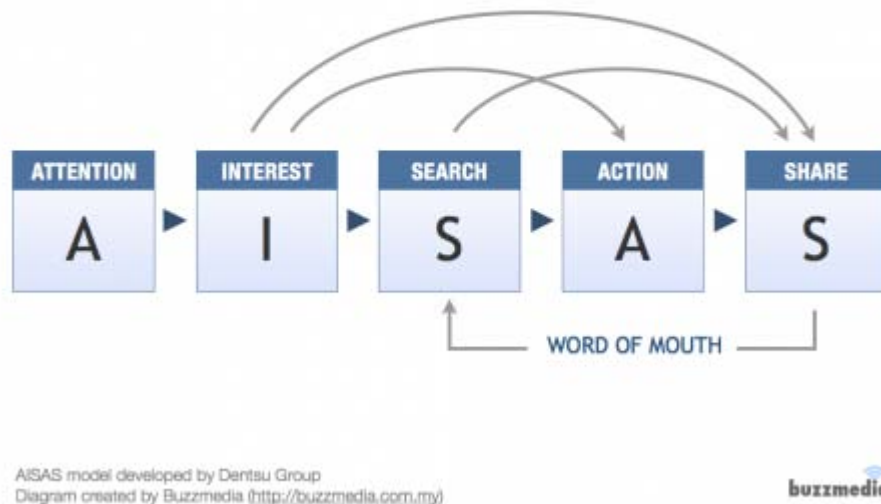 ATTENTION
INTEREST
SEARCH
ACTION
SHARE
A
I
S
A
S
WORD OF MOUTH
AISAS model developed by Dentsu Group
Diagram created by Buzzmedia (http://buzzmedia.com.my)
buzzmedia